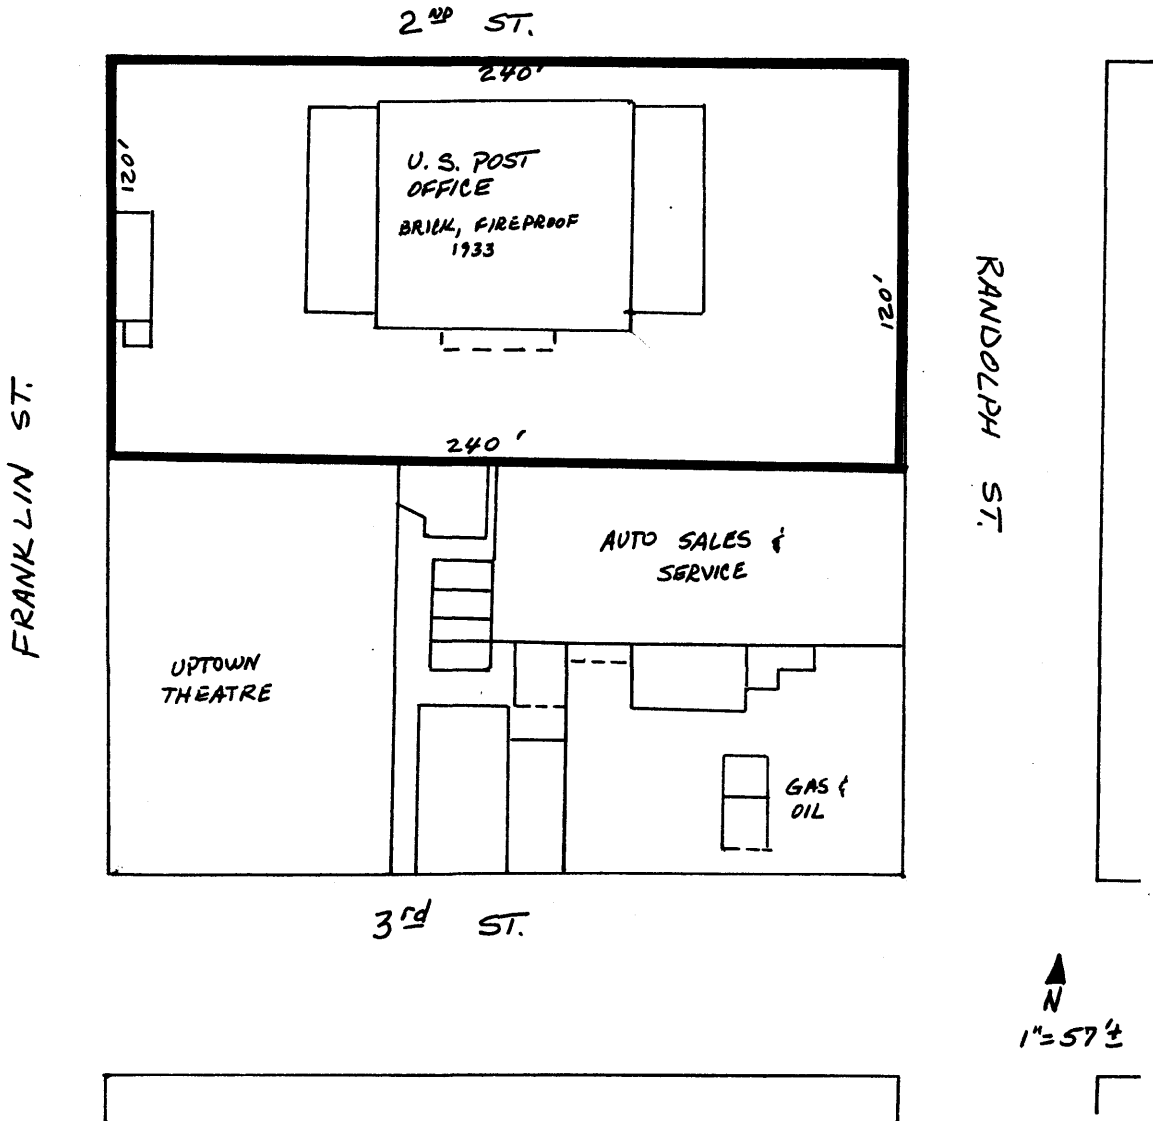 2ND ST.
240'
120'
U. S. POST
OFFICE
BRICK, FIREPROOF
1933
120'
240'
RANDOLPH ST.
FRANKLIN ST.
AUTO SALES &
SERVICE
UPTOWN
THEATRE
GAS &
OIL
3rd ST.
N
1"=57'±